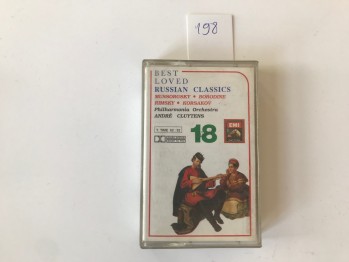 198
BEST
LOVED
RUSSIAN CLASSICS
MUSSORGSKY • BORODINE
RIMSKY • KORSAKOV
Philharmonia Orchestra
ANDRÉ CLUYTENS
18
EMI